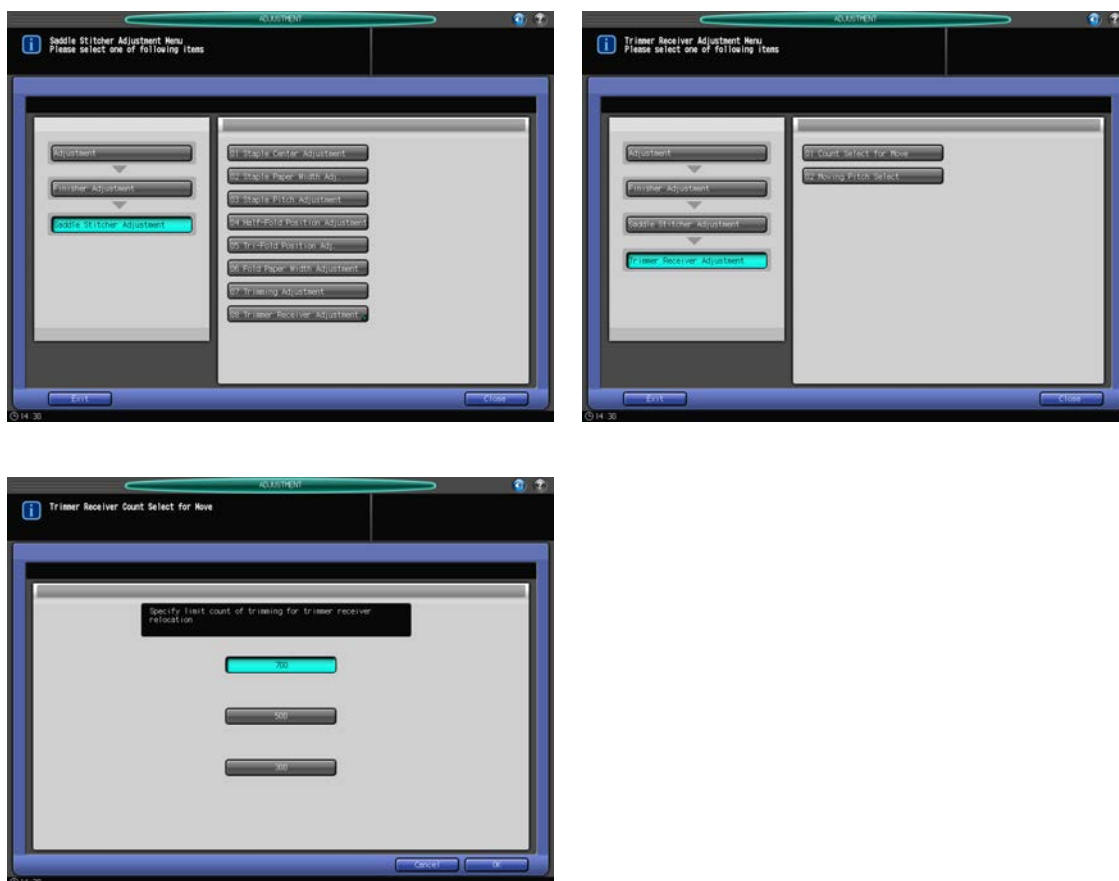 ADJUSTMENT
Saddle Stitcher Adjustment Menu
Please select one of following items
Adjustment
Finisher Adjustment
Saddle Stitcher Adjustment
01 Staple Center Adjustment
02 Staple Paper Width Adj.
03 Staple Pitch Adjustment
04 Half-Fold Position Adjustment
05 Tri-Fold Position Adj.
06 Fold Paper Width Adjustment
07 Trimming Adjustment
08 Trimmer Receiver Adjustment
Exit
Close
14:38
ADJUSTMENT
Trimmer Receiver Adjustment Menu
Please select one of following items
Adjustment
Finisher Adjustment
Saddle Stitcher Adjustment
Trimmer Receiver Adjustment
01 Count Select for Move
02 Moving Pitch Select
Exit
Close
14:38
ADJUSTMENT
Trimmer Receiver Count Select for Move
Specify limit count of trimming for trimmer receiver
relocation
700
500
300
Cancel
OK